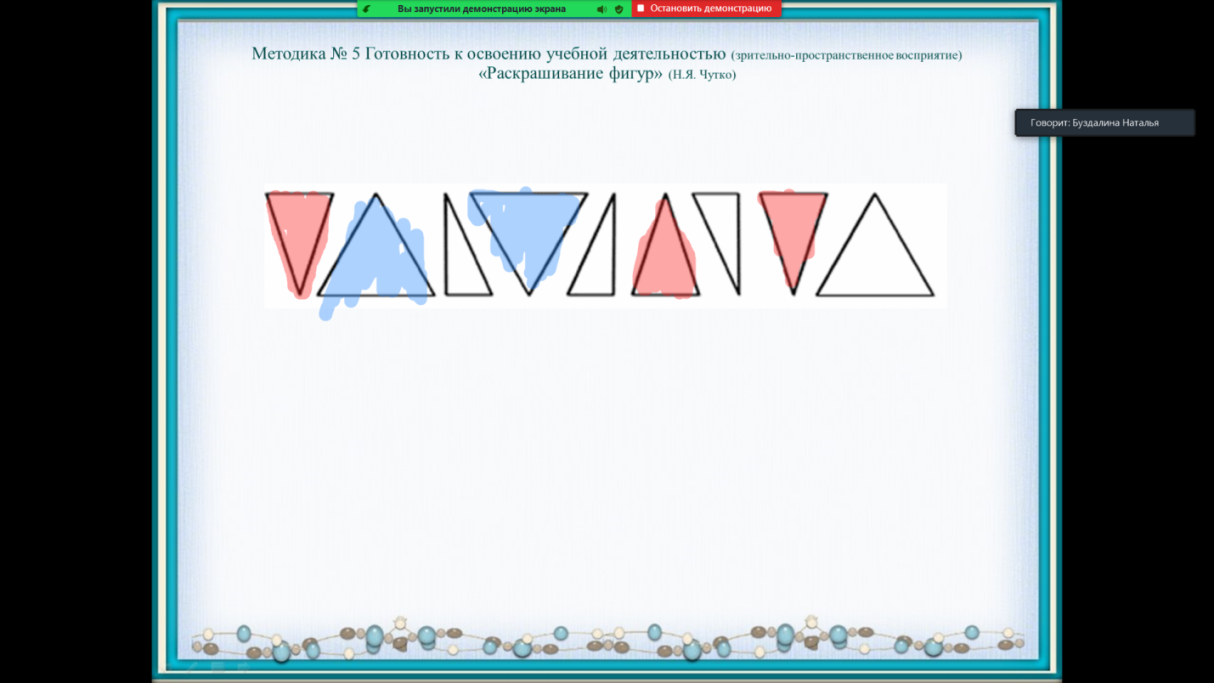 Вы запустили демонстрацию экрана
Остановить демонстрацию
Методика № 5 Готовность к освоению учебной деятельностью (зрительно-пространственное восприятие)
«Раскрашивание фигур» (Н.Я. Чутко)
Говорит: Буздалина Наталья